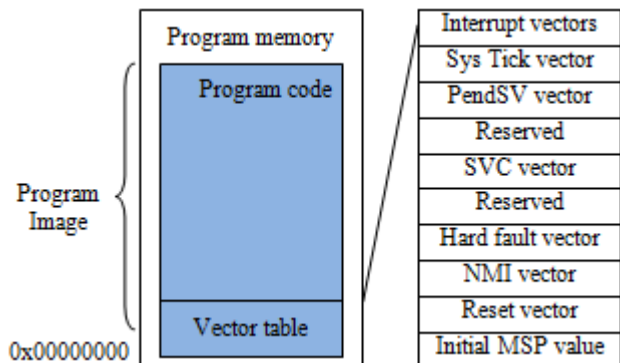 Program memory
Program code
Program
Image
Vector table
0x00000000
Interrupt vectors
Sys Tick vector
PendSV vector
Reserved
SVC vector
Reserved
Hard fault vector
NMI vector
Reset vector
Initial MSP value